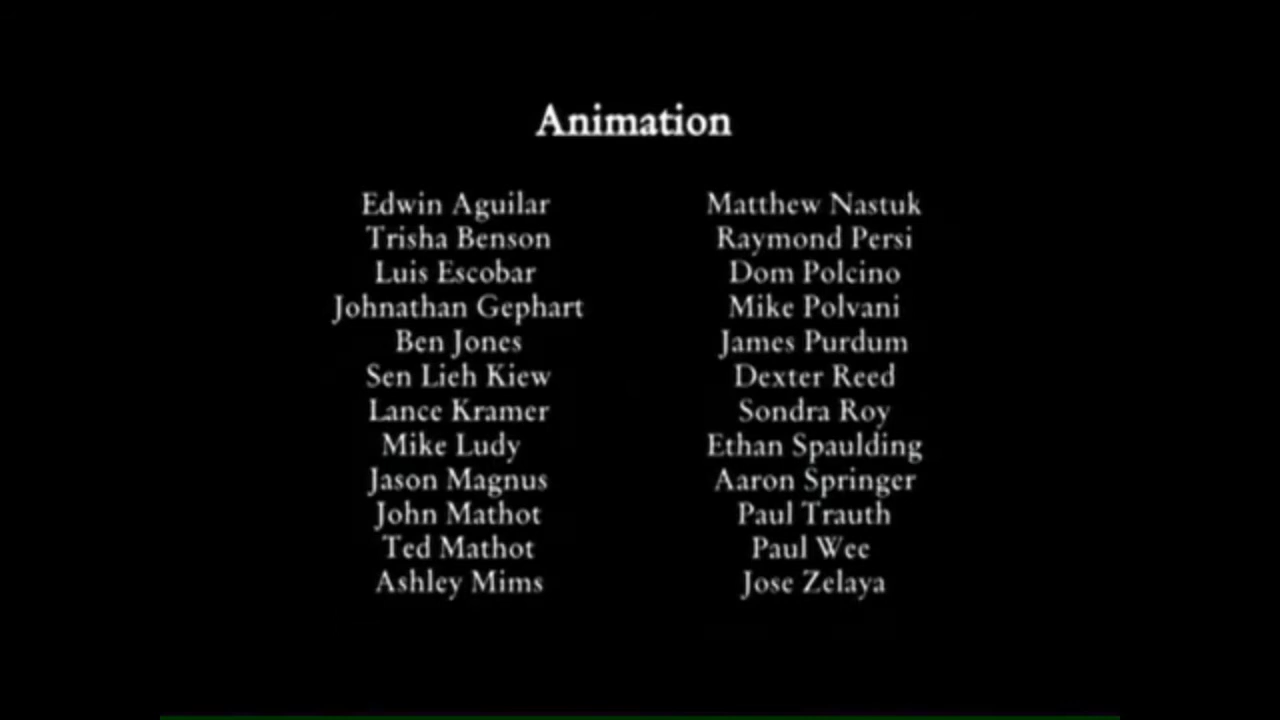 Animation
Edwin Aguilar
Trisha Benson
Luis Escobar
Johnathan Gephart
Ben Jones
Sen Lieh Kiew
Lance Kramer
Mike Ludy
Jason Magnus
John Mathot
Ted Mathot
Ashley Mims
Matthew Nastuk
Raymond Persi
Dom Polcino
Mike Polvani
James Purdum
Dexter Reed
Sondra Roy
Ethan Spaulding
Aaron Springer
Paul Trauth
Paul Wee
Jose Zelaya